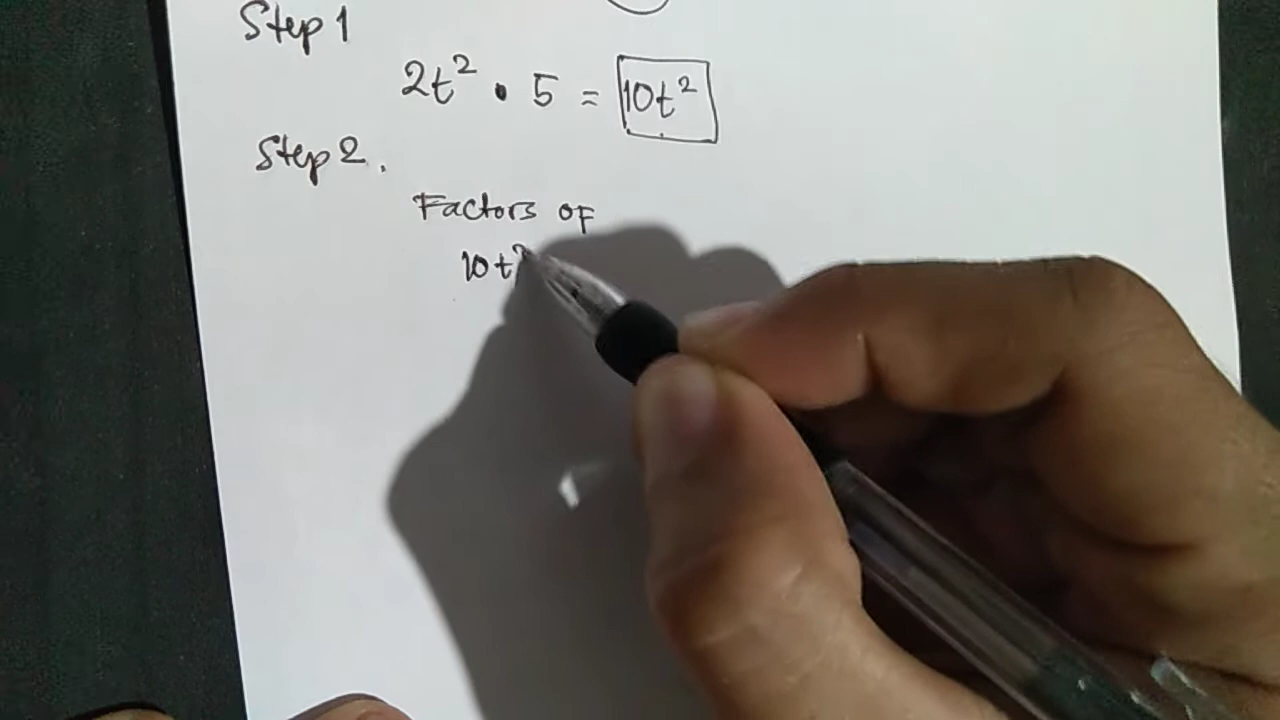 Step 1
2t² • 5 = 10t²
Step 2.
Factors of
10t²